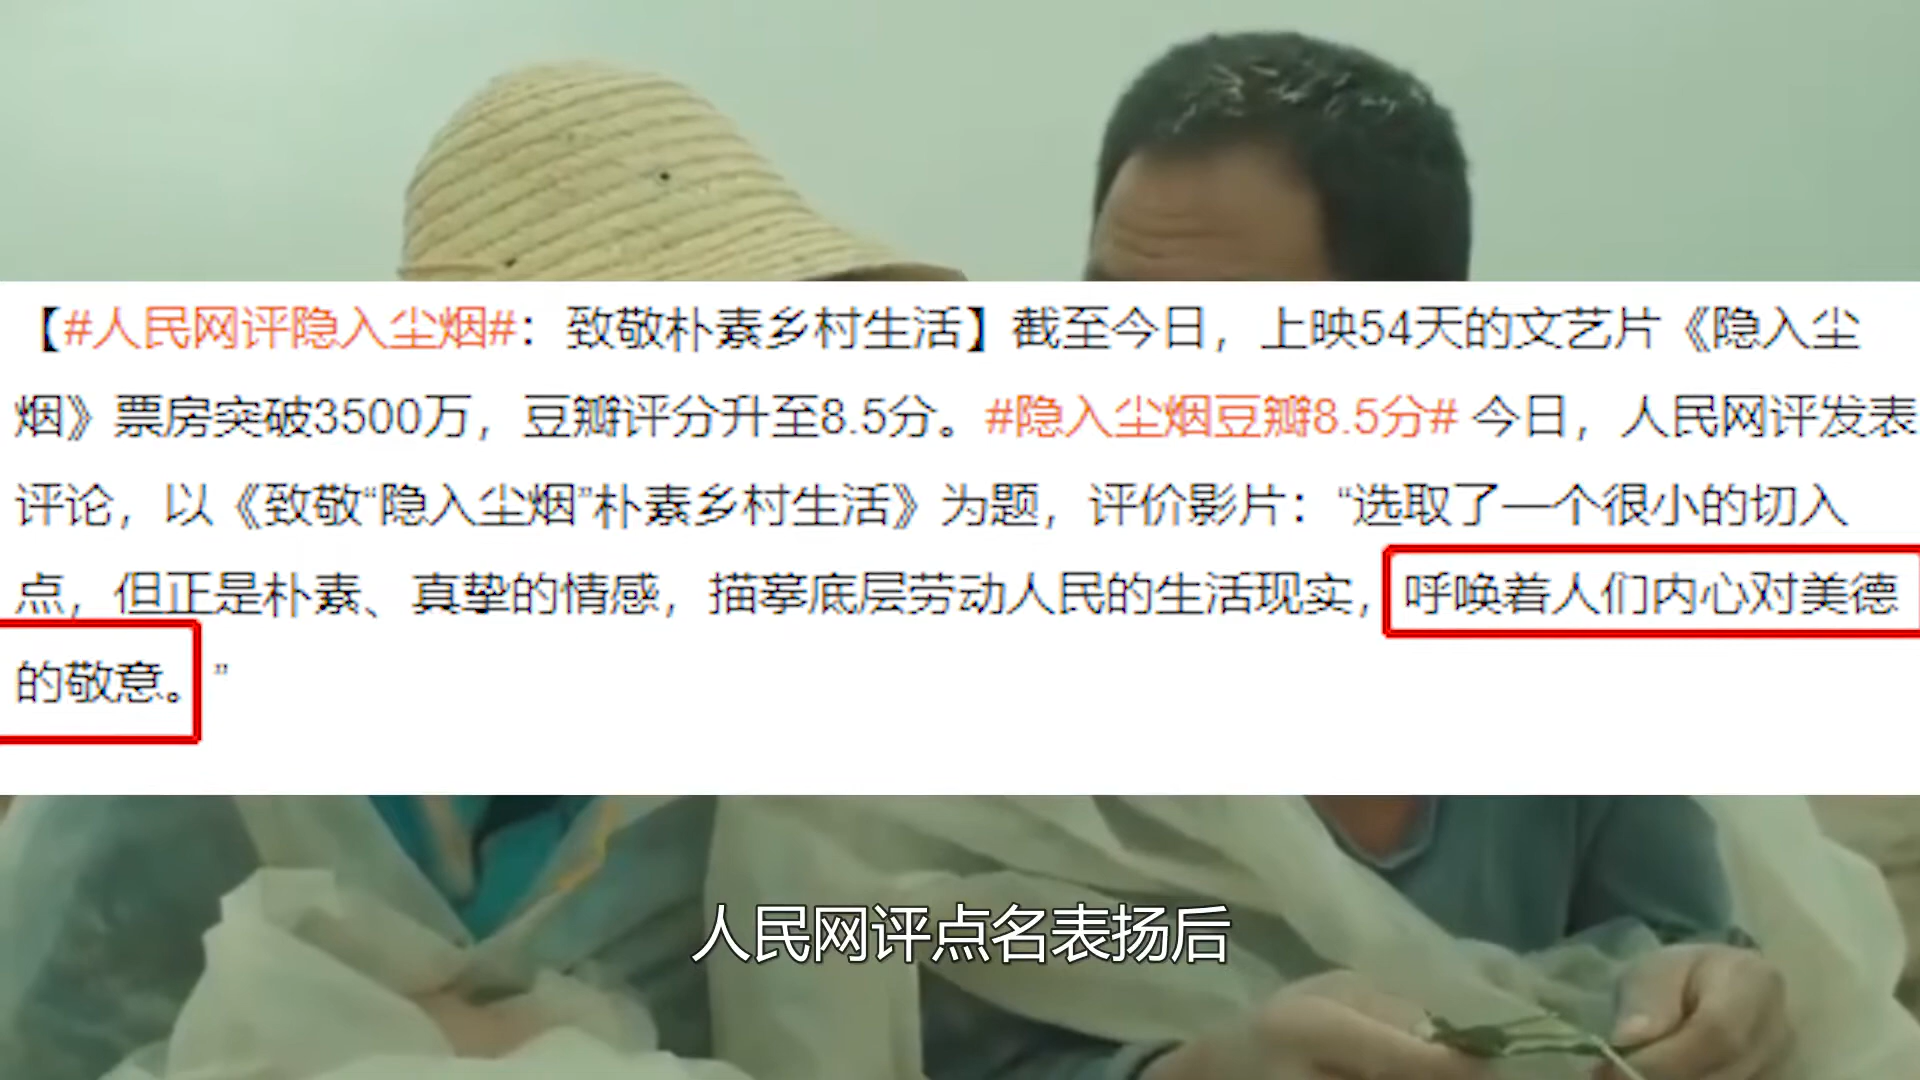 【#人民网评隐入尘烟#：致敬朴素乡村生活】截至今日，上映54天的文艺片《隐入尘
烟》票房突破3500万，豆瓣评分升至8.5分。#隐入尘烟豆瓣8.5分# 今日，人民网评发表
评论，以《致敬“隐入尘烟”朴素乡村生活》为题，评价影片：“选取了一个很小的切入
点，但正是朴素、真挚的情感，描摹底层劳动人民的生活现实，呼唤着人们内心对美德
的敬意。”
人民网评点名表扬后